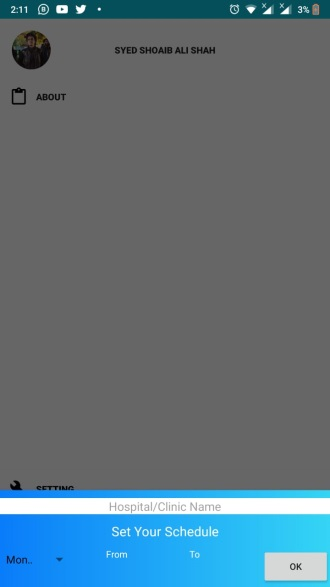 2:11
3%
SYED SHOAIB ALI SHAH
ABOUT
SETTING
Hospital/Clinic Name
Set Your Schedule
Mon..
From
To
OK